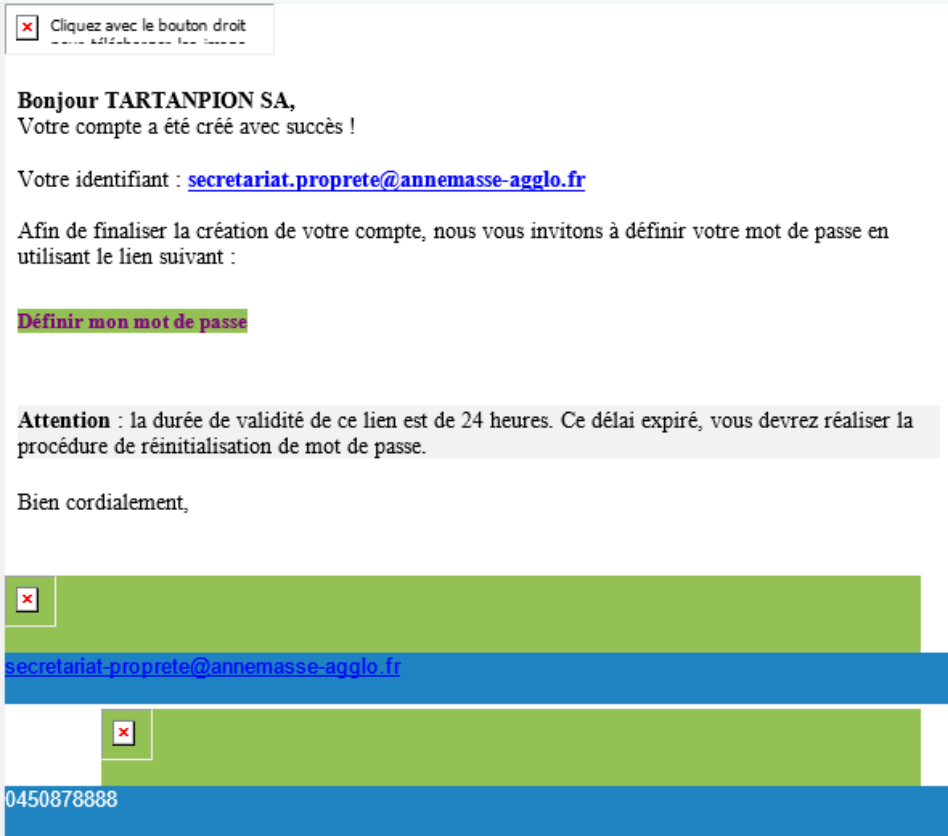 Cliquez avec le bouton droit
pour télécharger les image
Bonjour TARTANPION SA,
Votre compte a été créé avec succès !
Votre identifiant : secretariat.proprete@annemasse-agglo.fr
Afin de finaliser la création de votre compte, nous vous invitons à définir votre mot de passe en
utilisant le lien suivant :
Définir mon mot de passe
Attention : la durée de validité de ce lien est de 24 heures. Ce délai expiré, vous devrez réaliser la
procédure de réinitialisation de mot de passe.
Bien cordialement,
secretariat-proprete@annemasse-agglo.fr
0450878888